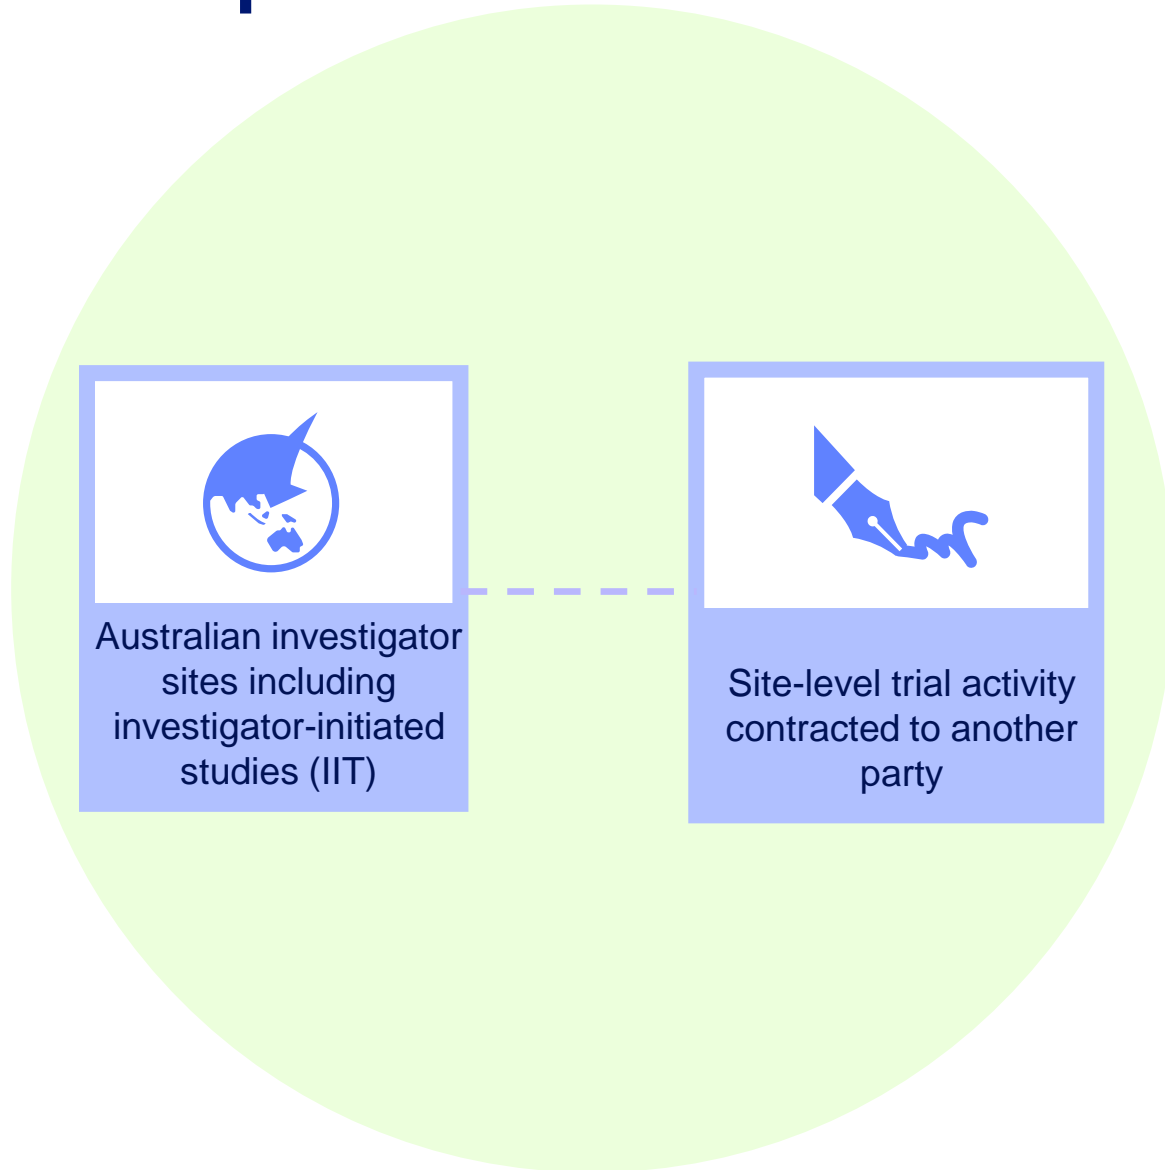 Australian investigator
sites including
investigator-initiated
studies (IIT)
Site-level trial activity
contracted to another
party